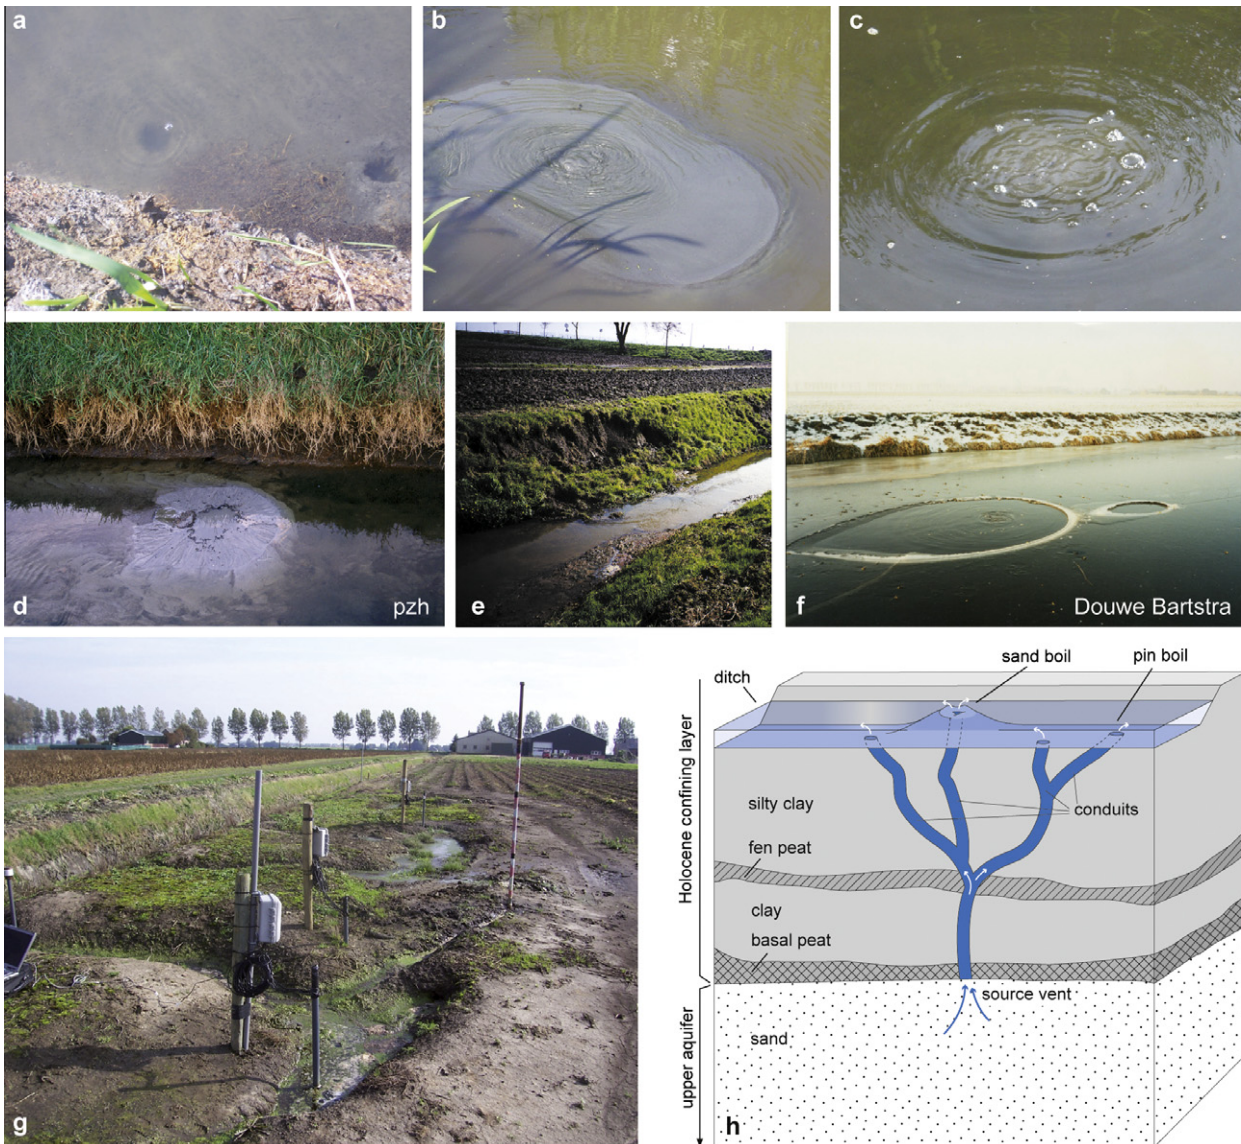 a
b
c
d
pzh
e
f
Douwe Bartstra
g
ditch
sand boil
pin boil
Holocene confining layer
silty clay
conduits
fen peat
clay
basal peat
source vent
upper aquifer
sand
h